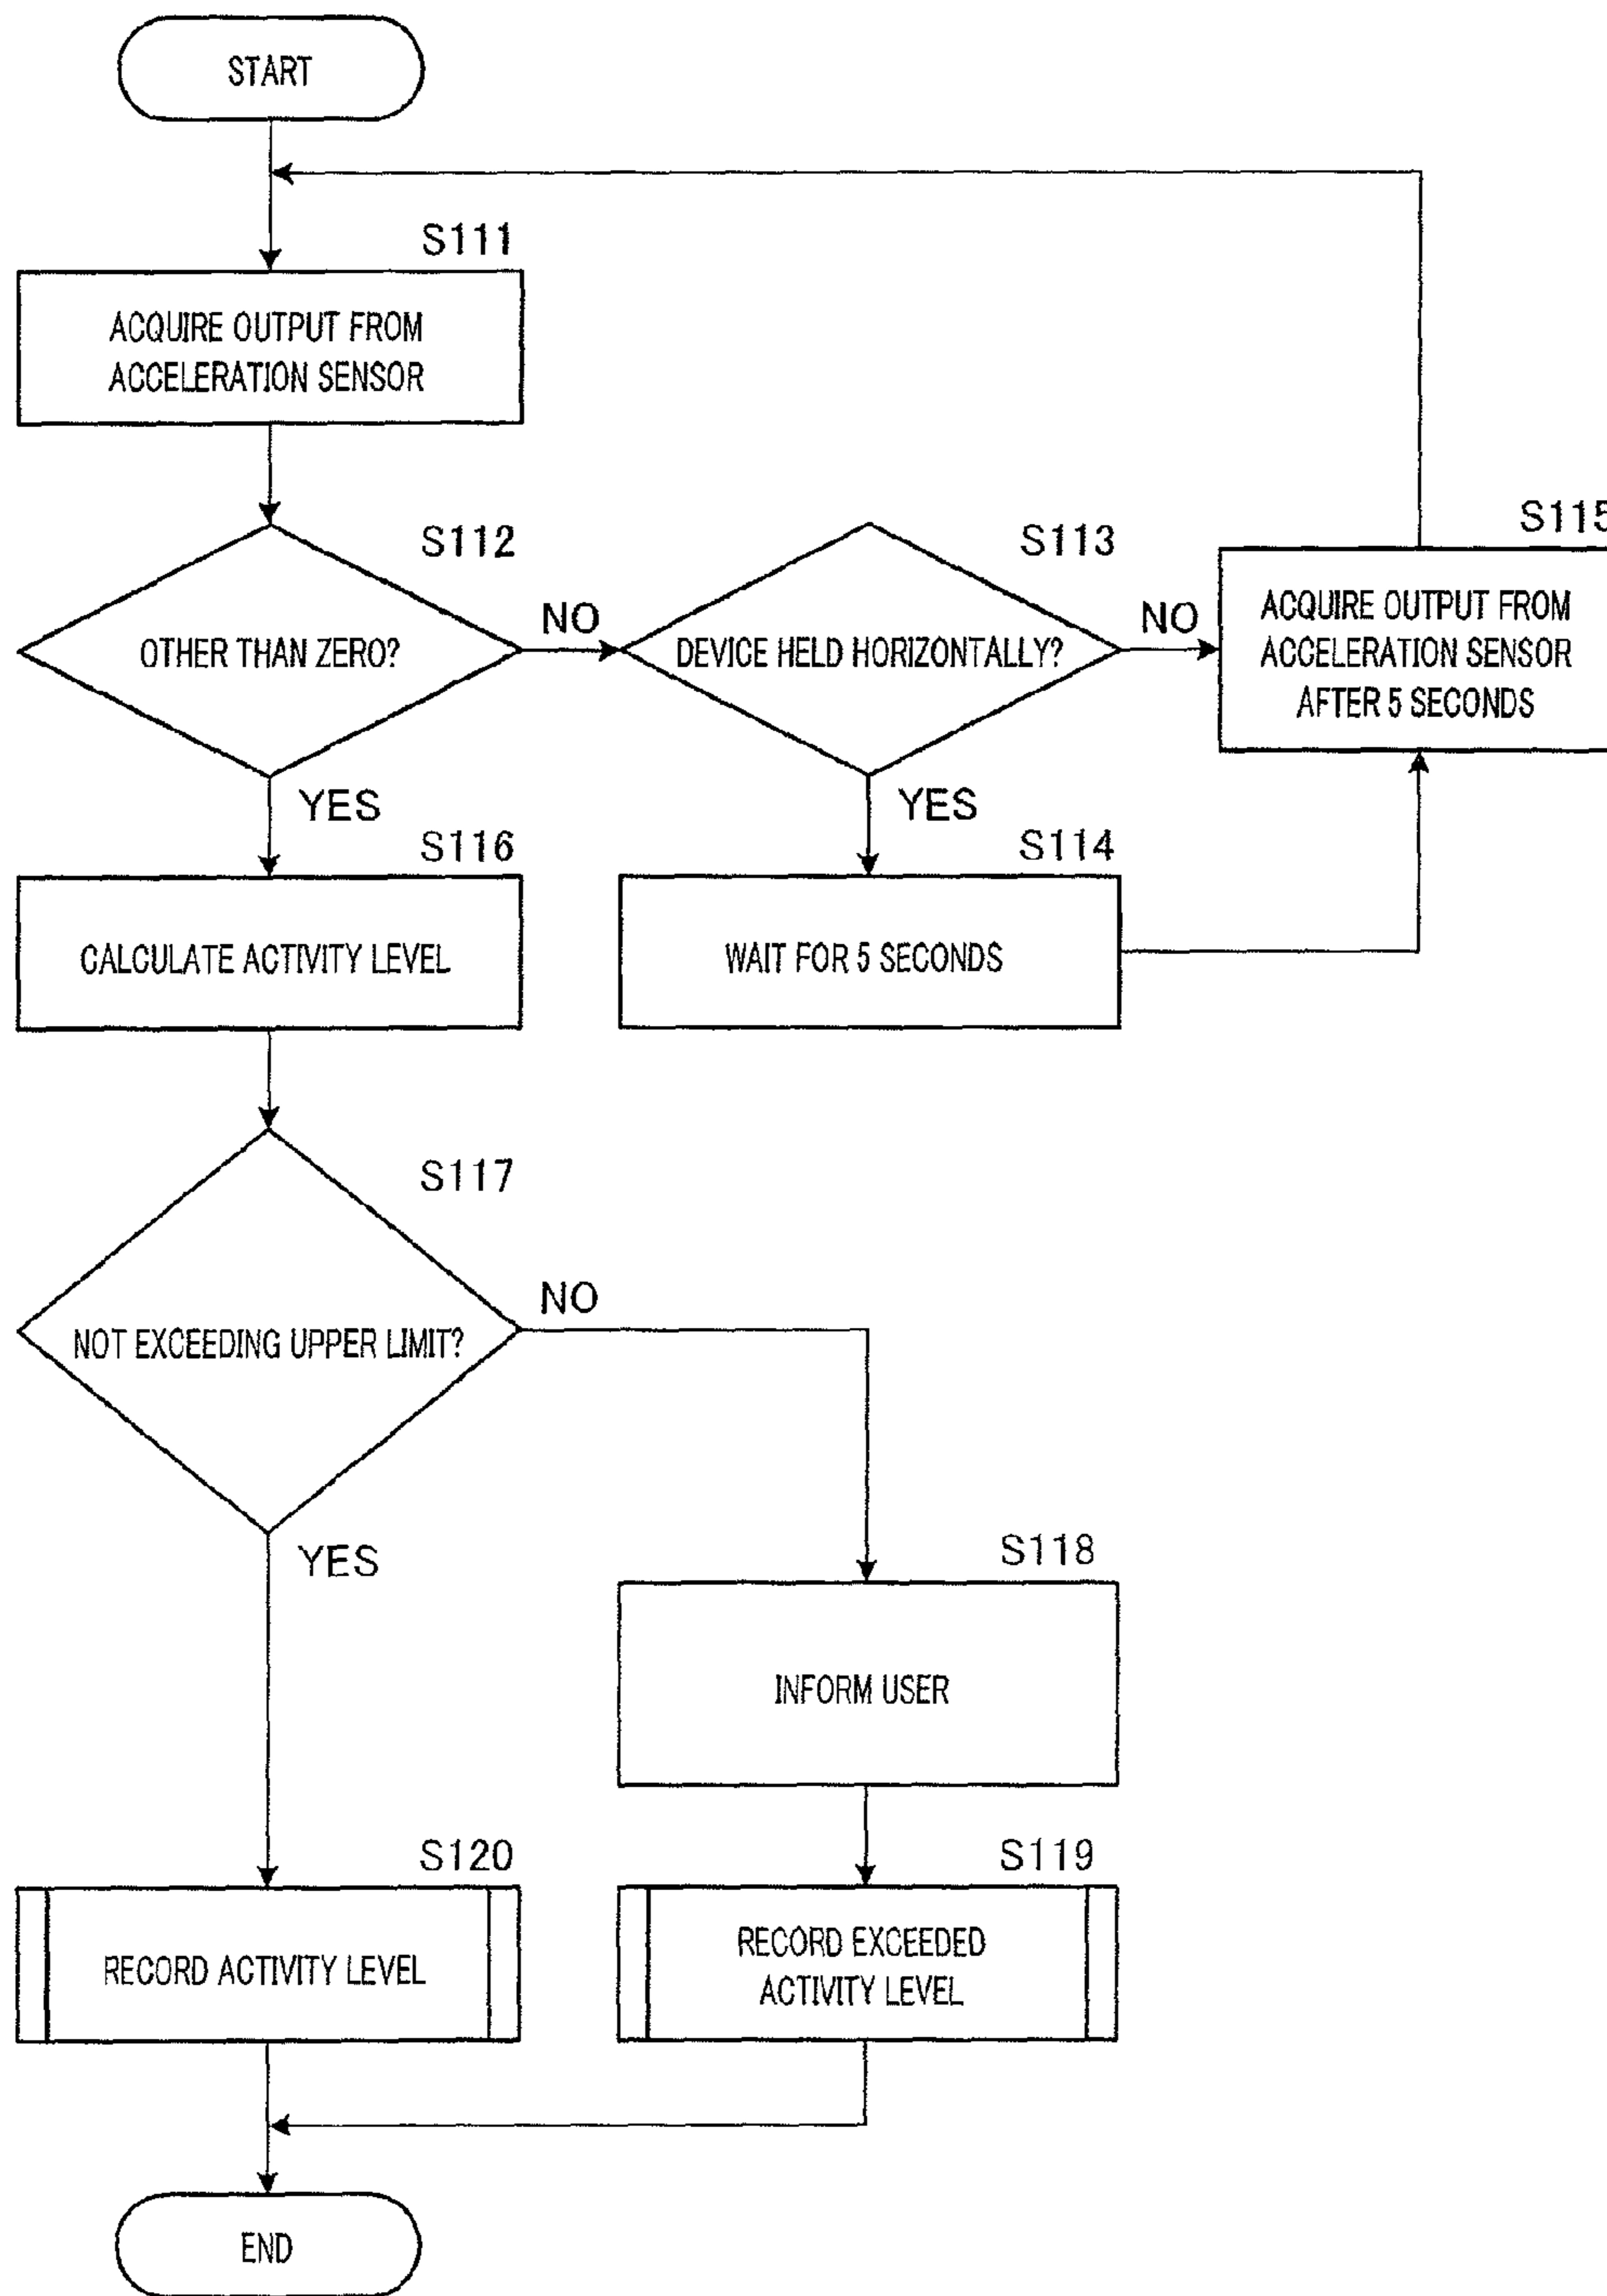 START
S111
ACQUIRE OUTPUT FROM
ACCELERATION SENSOR
S112
OTHER THAN ZERO?
NO
S113
DEVICE HELD HORIZONTALLY?
NO
S115
ACQUIRE OUTPUT FROM
ACCELERATION SENSOR
AFTER 5 SECONDS
YES
YES
S116
CALCULATE ACTIVITY LEVEL
S114
WAIT FOR 5 SECONDS
S117
NOT EXCEEDING UPPER LIMIT?
NO
YES
S118
INFORM USER
S120
RECORD ACTIVITY LEVEL
S119
RECORD EXCEEDED
ACTIVITY LEVEL
END